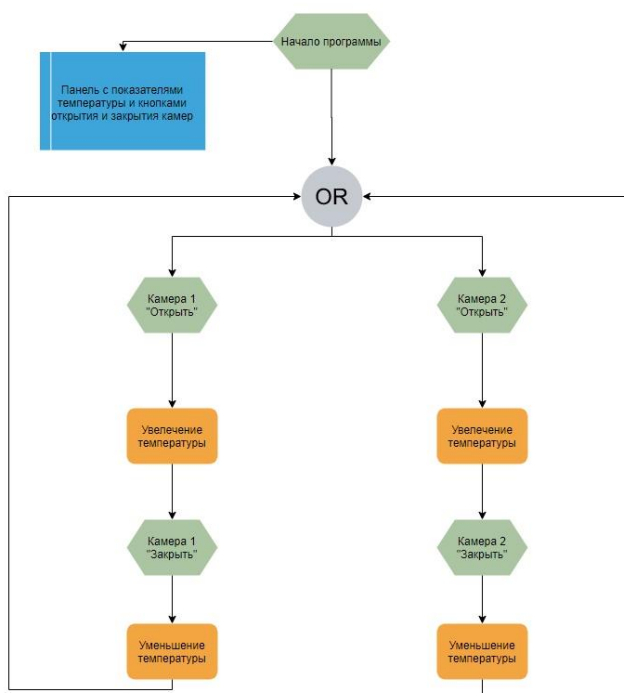 Начало программы
Панель с показателями
температуры и кнопками
открытия и закрытия камер
OR
Камера 1
"Открыть"
Камера 2
"Открыть"
Увелечение
температуры
Увелечение
температуры
Камера 1
"Закрыть"
Камера 2
"Закрыть"
Уменьшение
температуры
Уменьшение
температуры